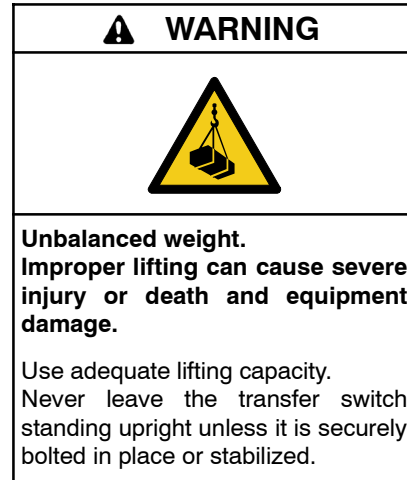 WARNING
Unbalanced weight.
Improper lifting can cause severe
injury or death and equipment
damage.
Use adequate lifting capacity.
Never leave the transfer switch
standing upright unless it is securely
bolted in place or stabilized.